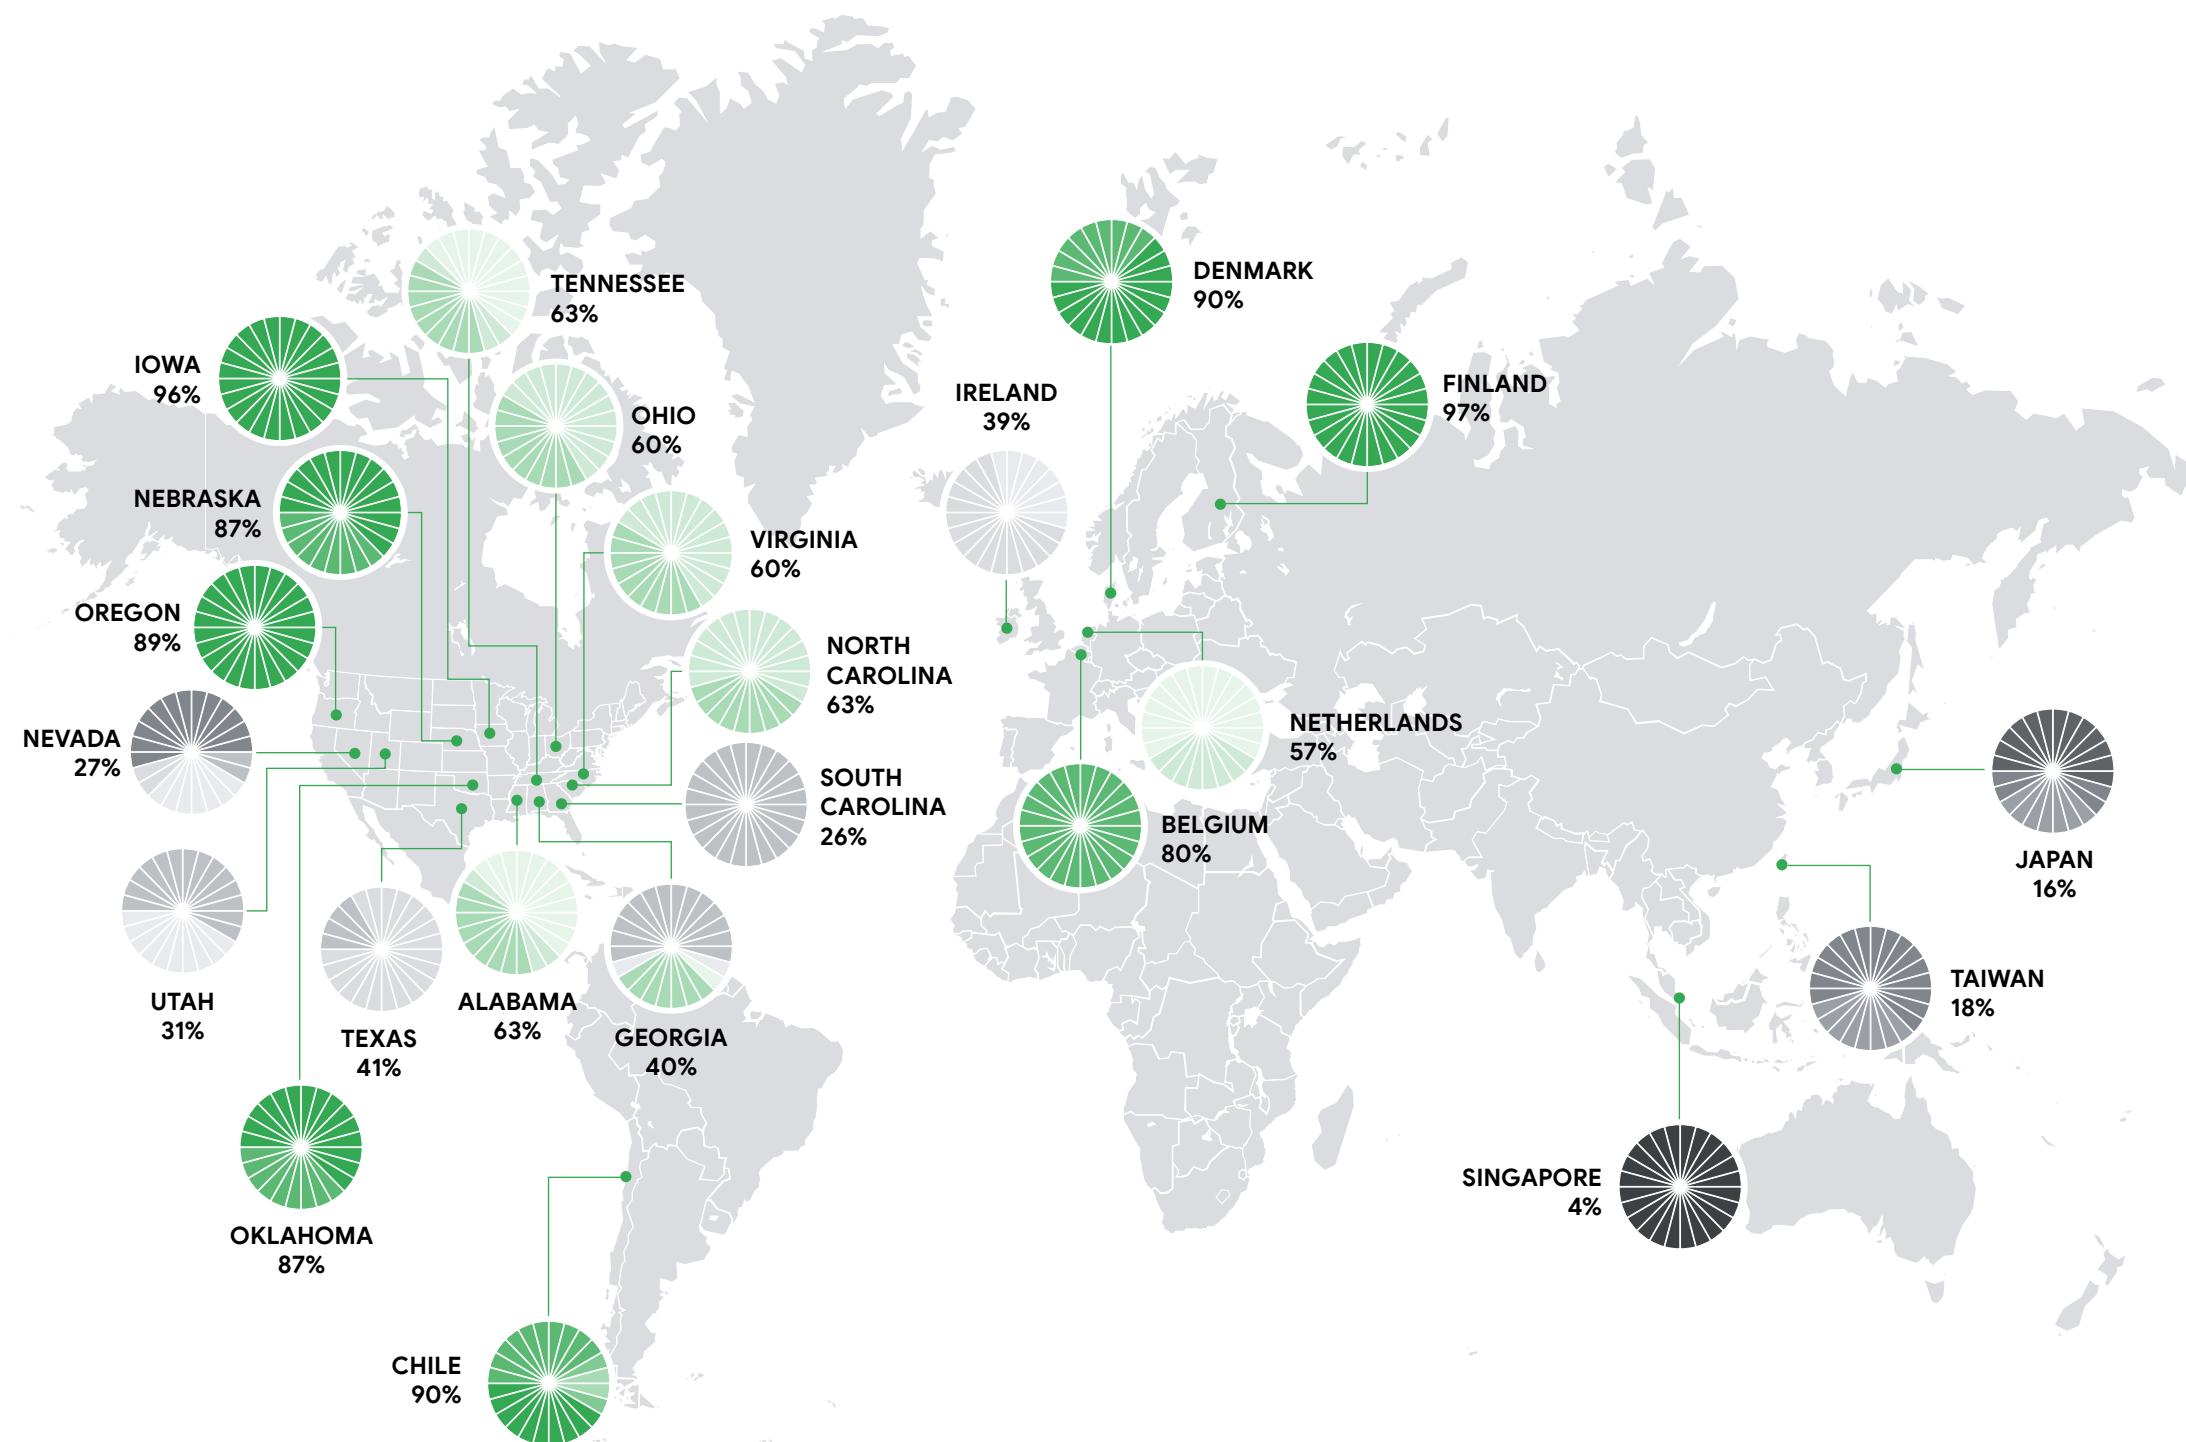 TENNESSEE
63%
IOWA
96%
OHIO
60%
NEBRASKA
87%
VIRGINIA
60%
OREGON
89%
NORTH
CAROLINA
63%
NEVADA
27%
SOUTH
CAROLINA
26%
UTAH
31%
TEXAS
41%
ALABAMA
63%
GEORGIA
40%
OKLAHOMA
87%
CHILE
90%
DENMARK
90%
IRELAND
39%
FINLAND
97%
NETHERLANDS
57%
BELGIUM
80%
JAPAN
16%
TAIWAN
18%
SINGAPORE
4%